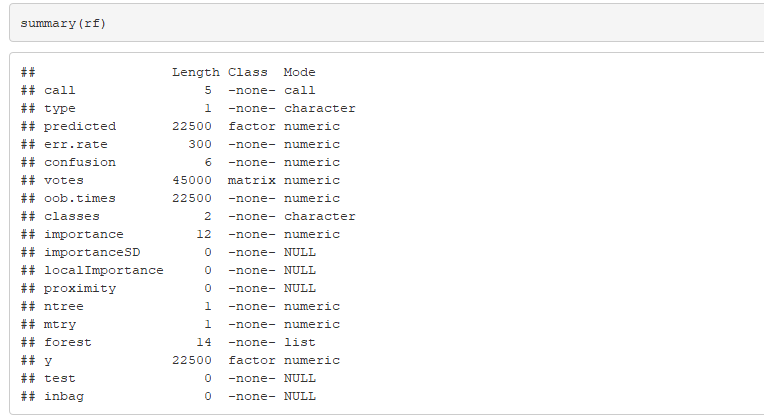 summary(rf)
##                 Length Class  Mode
## call                5  -none- call
## type                1  -none- character
## predicted       22500  factor numeric
## err.rate          300  -none- numeric
## confusion           6  -none- numeric
## votes           45000  matrix numeric
## oob.times       22500  -none- numeric
## classes             2  -none- character
## importance         12  -none- numeric
## importanceSD        0  -none- NULL
## localImportance     0  -none- NULL
## proximity           0  -none- NULL
## ntree               1  -none- numeric
## mtry                1  -none- numeric
## forest             14  -none- list
## y               22500  factor numeric
## test                0  -none- NULL
## inbag               0  -none- NULL